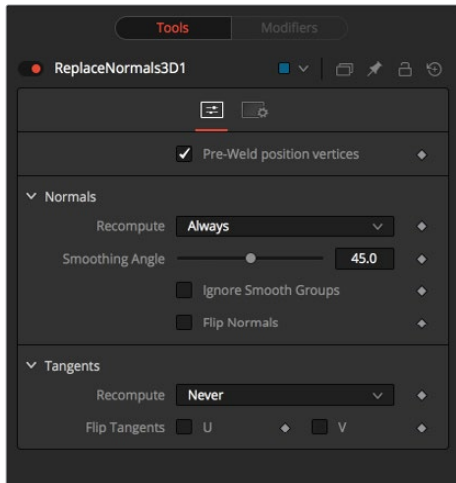 Tools Modifiers
ReplaceNormals3D1
Pre-Weld position vertices
Normals
Recompute Always
Smoothing Angle 45.0
Ignore Smooth Groups
Flip Normals
Tangents
Recompute Never
Flip Tangents U V